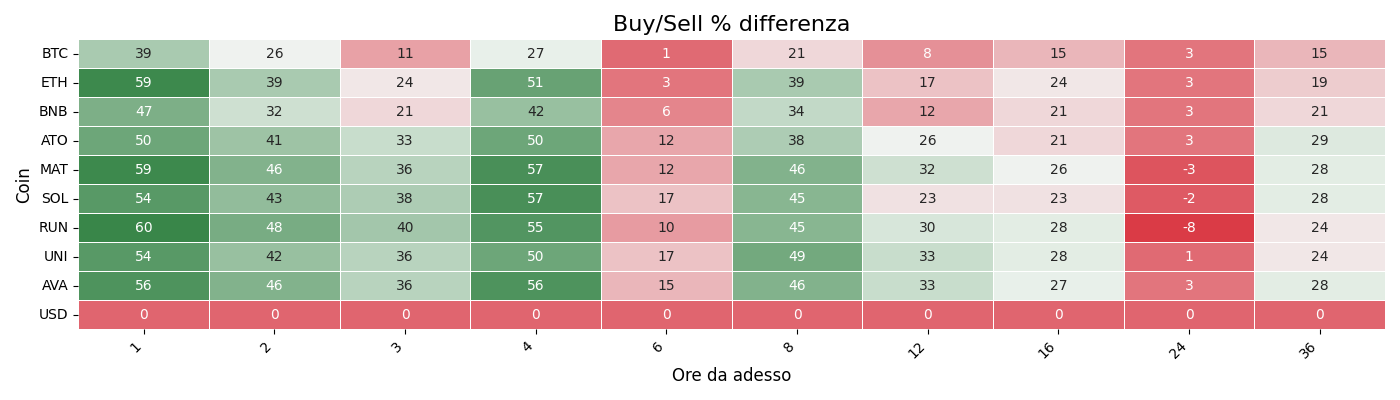 Buy/Sell % differenza
Coin
BTC 39 26 11 27 1 21 8 15 3 15
ETH 59 39 24 51 3 39 17 24 3 19
BNB 47 32 21 42 6 34 12 21 3 21
ATO 50 41 33 50 12 38 26 21 3 29
MAT 59 46 36 57 12 46 32 26 -3 28
SOL 54 43 38 57 17 45 23 23 -2 28
RUN 60 48 40 55 10 45 30 28 -8 24
UNI 54 42 36 50 17 49 33 28 1 24
AVA 56 46 36 56 15 46 33 27 3 28
USD 0 0 0 0 0 0 0 0 0 0
1 2 3 4 6 8 12 16 24 36
Ore da adesso